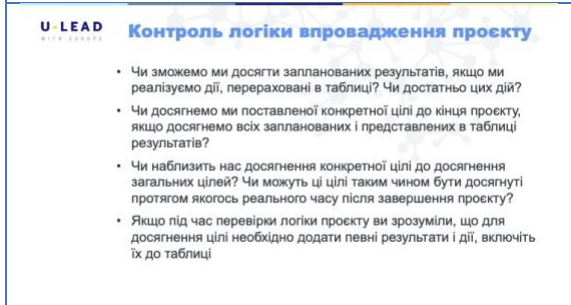 U-LEAD
WITH EUROPE
Контроль логіки впровадження проєкту
• Чи зможемо ми досягти запланованих результатів, якщо ми
реалізуємо дії, перераховані в таблиці? Чи достатньо цих дій?
• Чи досягнемо ми поставленої конкретної цілі до кінця проєкту,
якщо досягнемо всіх запланованих і представлених в таблиці
результатів?
• Чи наблизить нас досягнення конкретної цілі до досягнення
загальних цілей? Чи можуть ці цілі таким чином бути досягнуті
протягом якогось реального часу після завершення проєкту?
• Якщо під час перевірки логіки проєкту ви зрозуміли, що для
досягнення цілі необхідно додати певні результати і дії, включіть
їх до таблиці